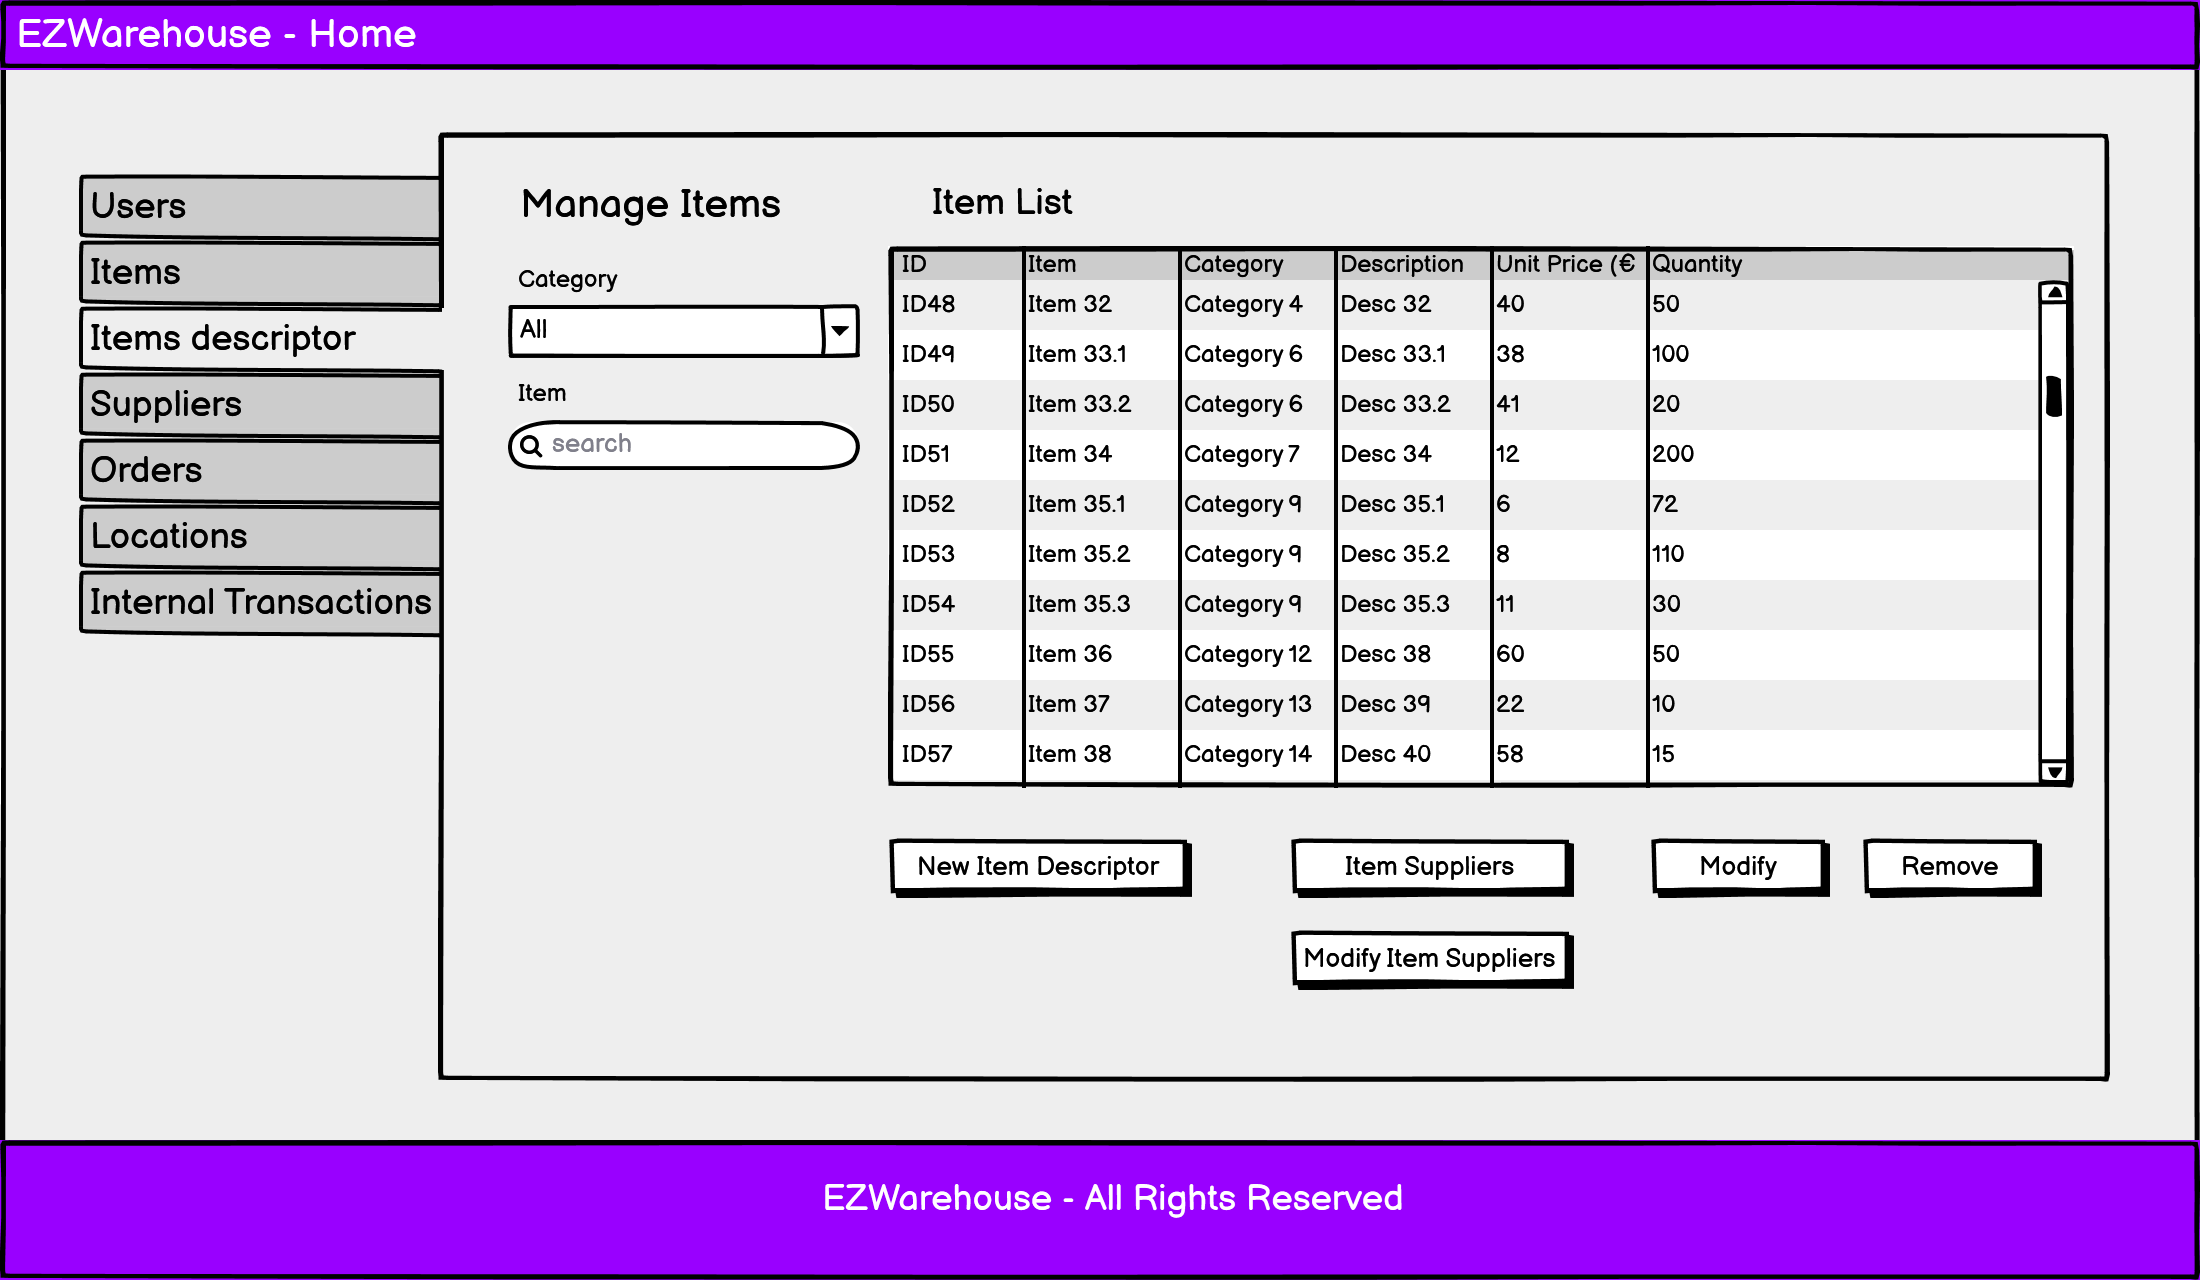 EZWarehouse - Home
Users
Items
Items descriptor
Suppliers
Orders
Locations
Internal Transactions
Manage Items
Category
All
Item
search
Item List
ID Item Category Description Unit Price (€ Quantity
ID48 Item 32 Category 4 Desc 32 40 50
ID49 Item 33.1 Category 6 Desc 33.1 38 100
ID50 Item 33.2 Category 6 Desc 33.2 41 20
ID51 Item 34 Category 7 Desc 34 12 200
ID52 Item 35.1 Category 9 Desc 35.1 6 72
ID53 Item 35.2 Category 9 Desc 35.2 8 110
ID54 Item 35.3 Category 9 Desc 35.3 11 30
ID55 Item 36 Category 12 Desc 38 60 50
ID56 Item 37 Category 13 Desc 39 22 10
ID57 Item 38 Category 14 Desc 40 58 15
New Item Descriptor Item Suppliers Modify Remove
Modify Item Suppliers
EZWarehouse - All Rights Reserved